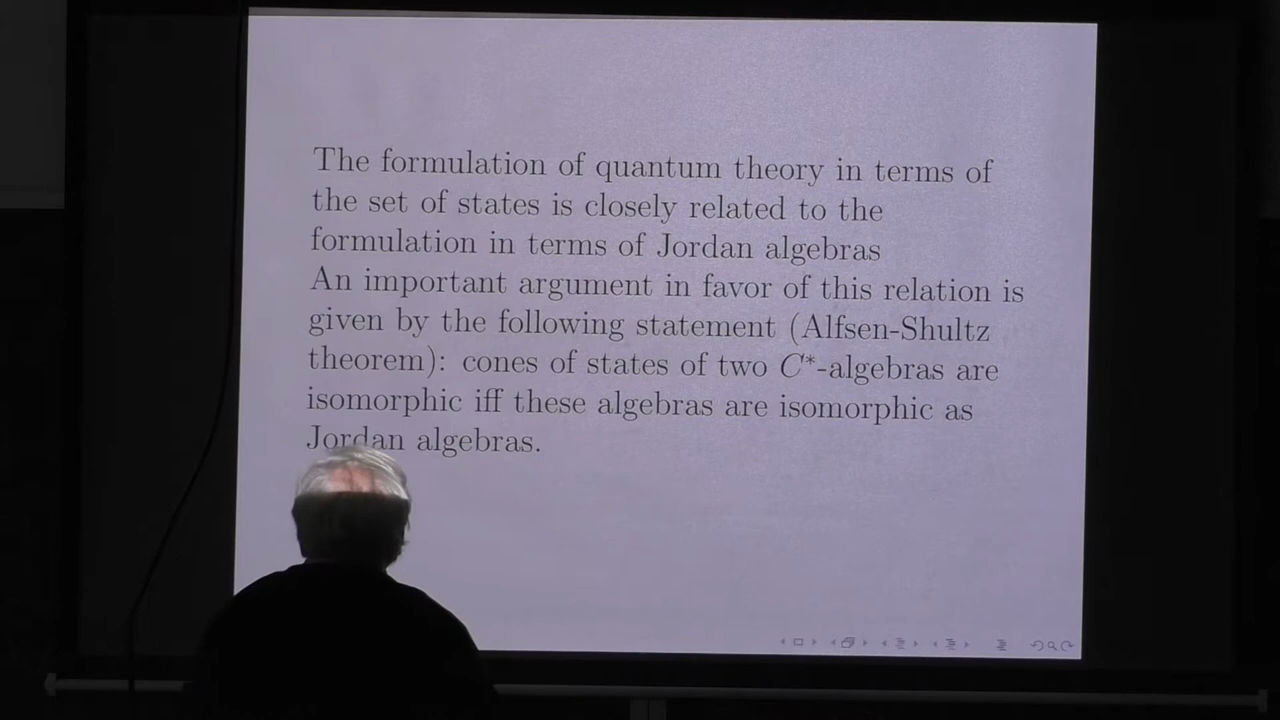 The formulation of quantum theory in terms of
the set of states is closely related to the
formulation in terms of Jordan algebras
An important argument in favor of this relation is
given by the following statement (Alfsen-Shultz
theorem): cones of states of two C*-algebras are
isomorphic iff these algebras are isomorphic as
Jordan algebras.